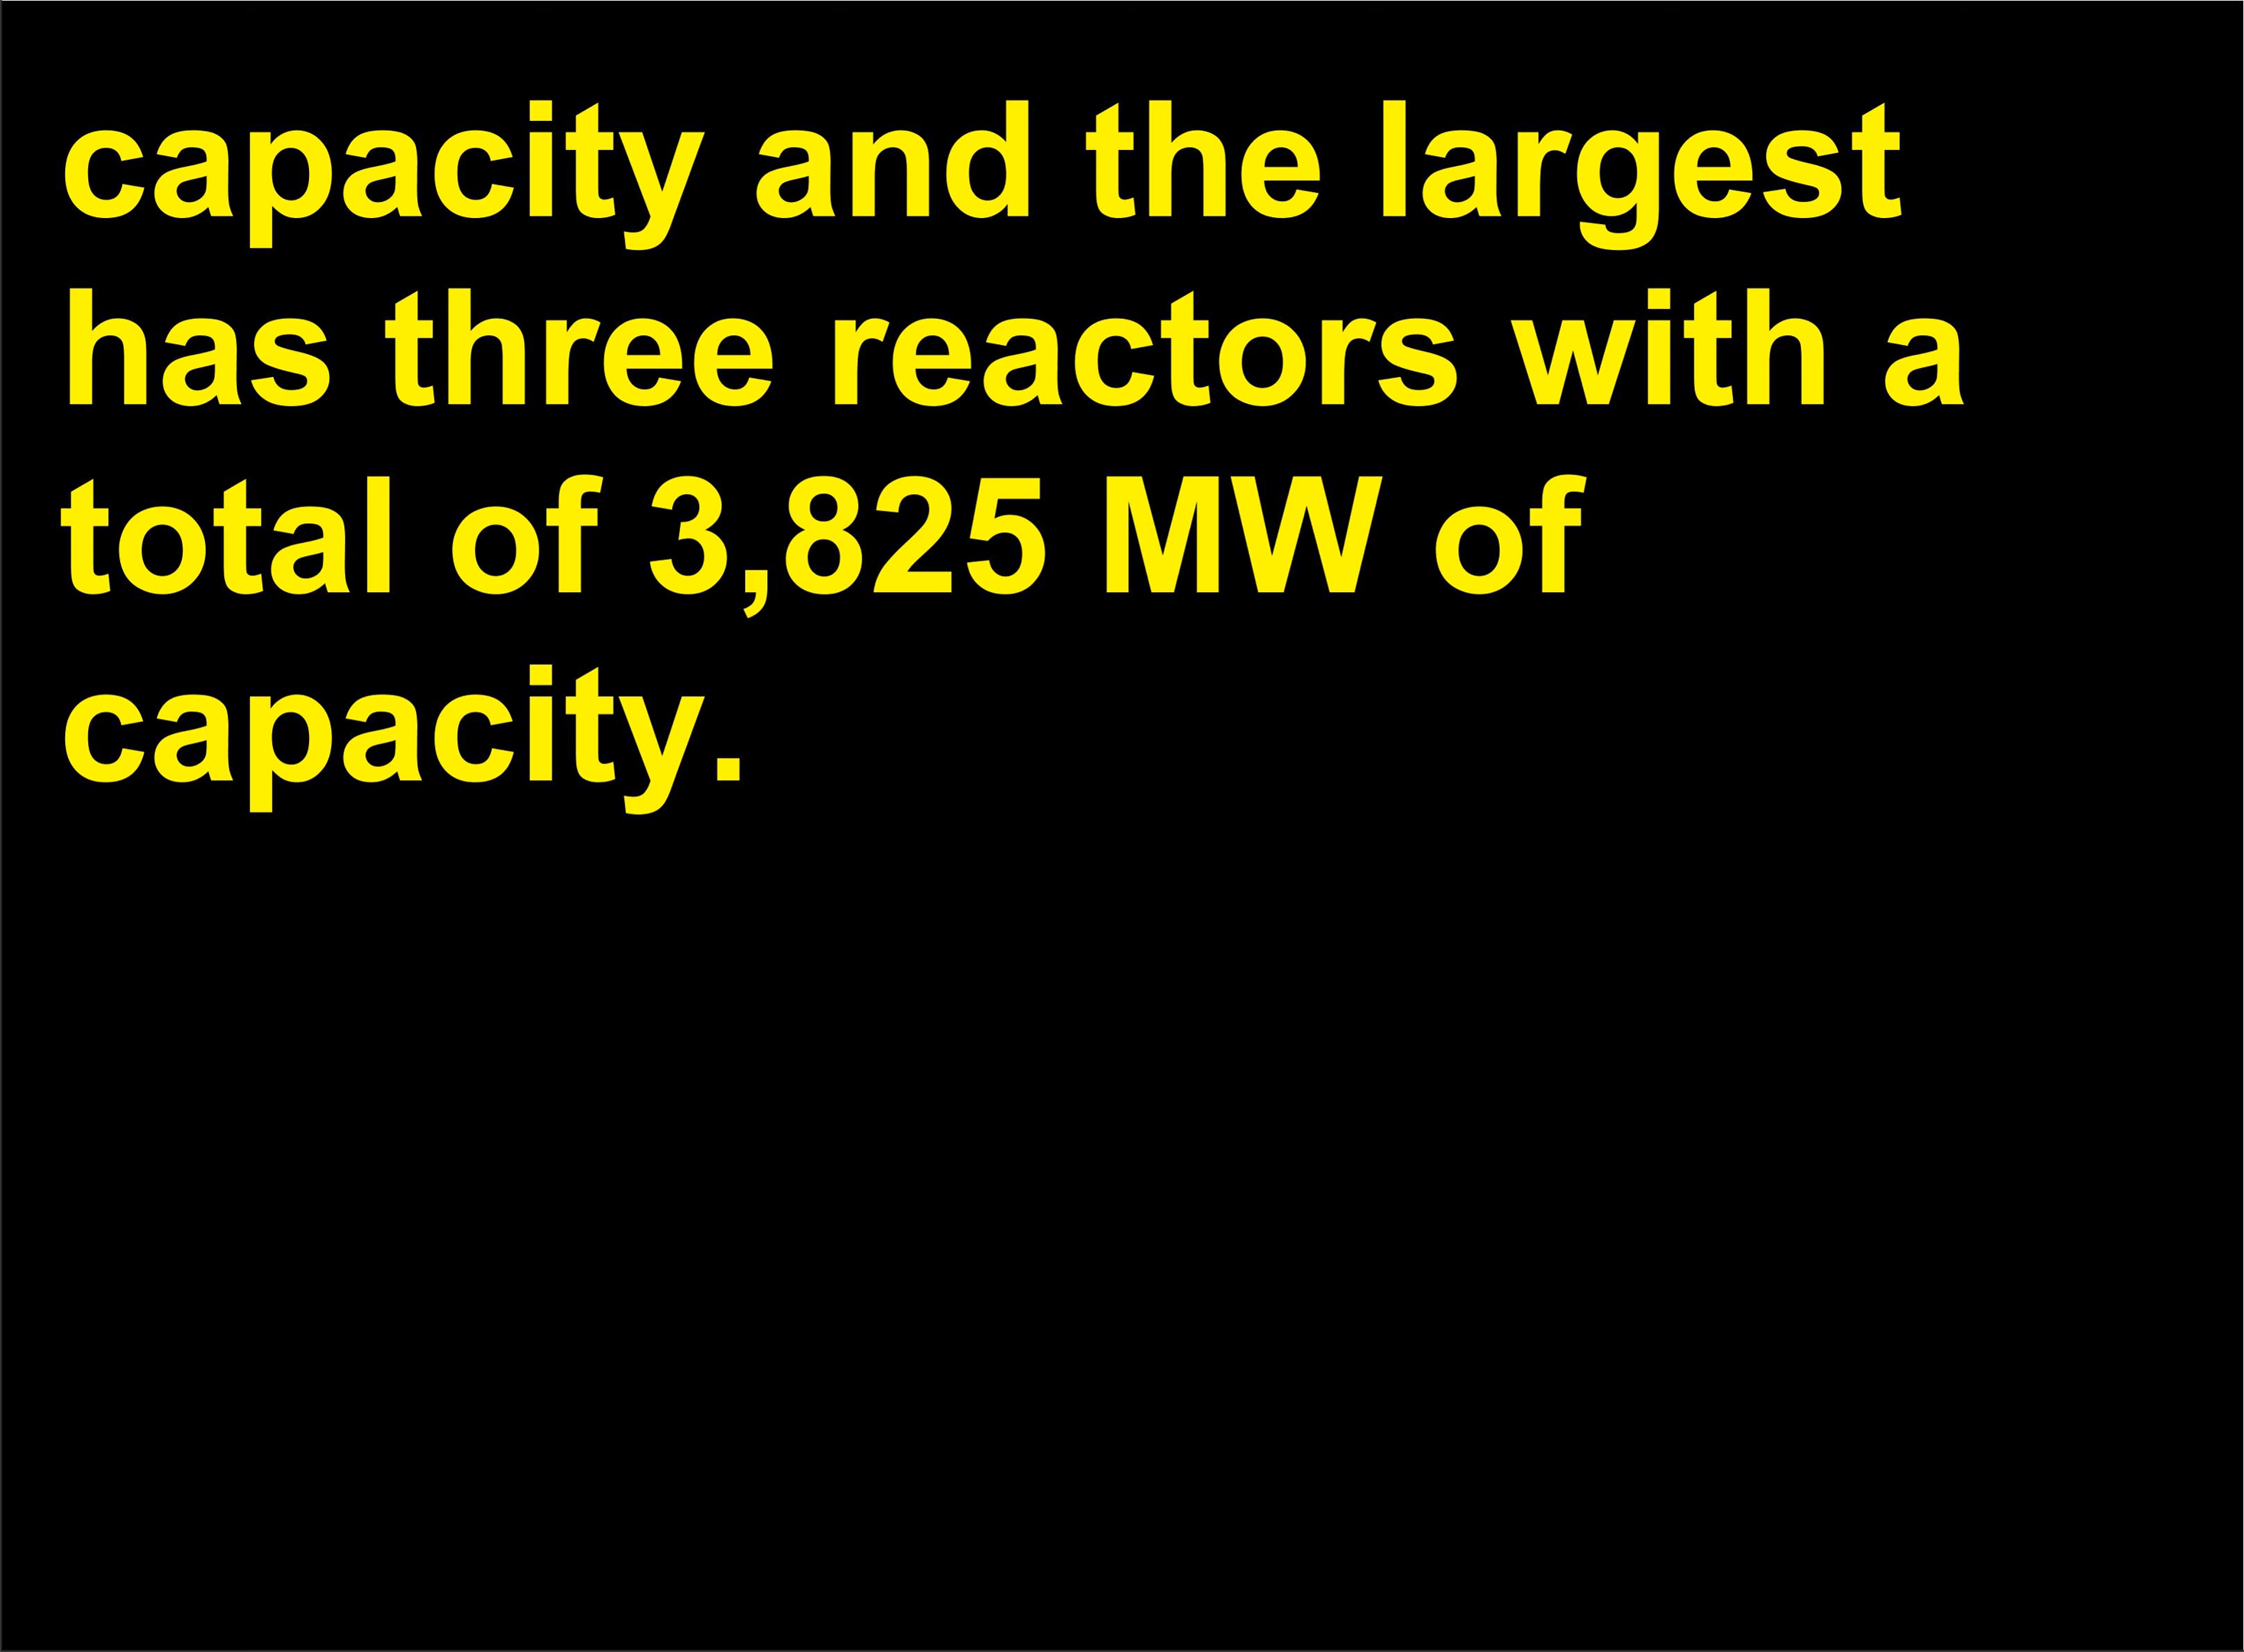 capacity and the largest
has three reactors with a
total of 3,825 MW of
capacity.